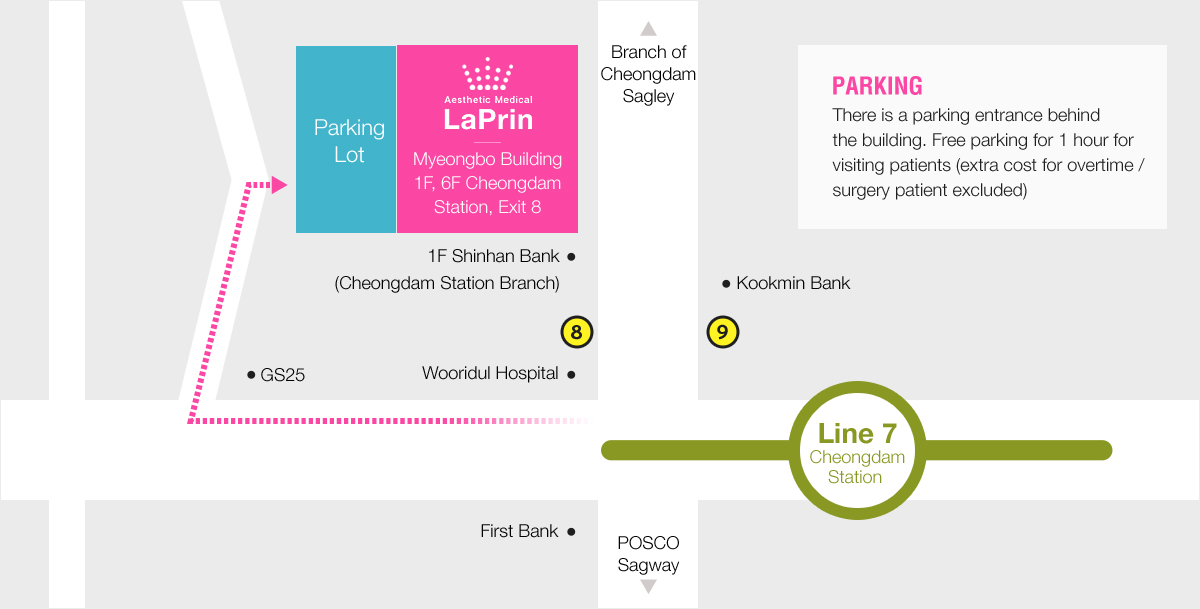 Branch of
Cheongdam
Sagley
Parking
Lot
Aesthetic Medical
LaPrin
Myeongbo Building
1F, 6F Cheongdam
Station, Exit 8
PARKING
There is a parking entrance behind
the building. Free parking for 1 hour for
visiting patients (extra cost for overtime /
surgery patient excluded)
1F Shinhan Bank
(Cheongdam Station Branch)
Kookmin Bank
8
9
GS25
Wooridul Hospital
Line 7
Cheongdam
Station
First Bank
POSCO
Sagway